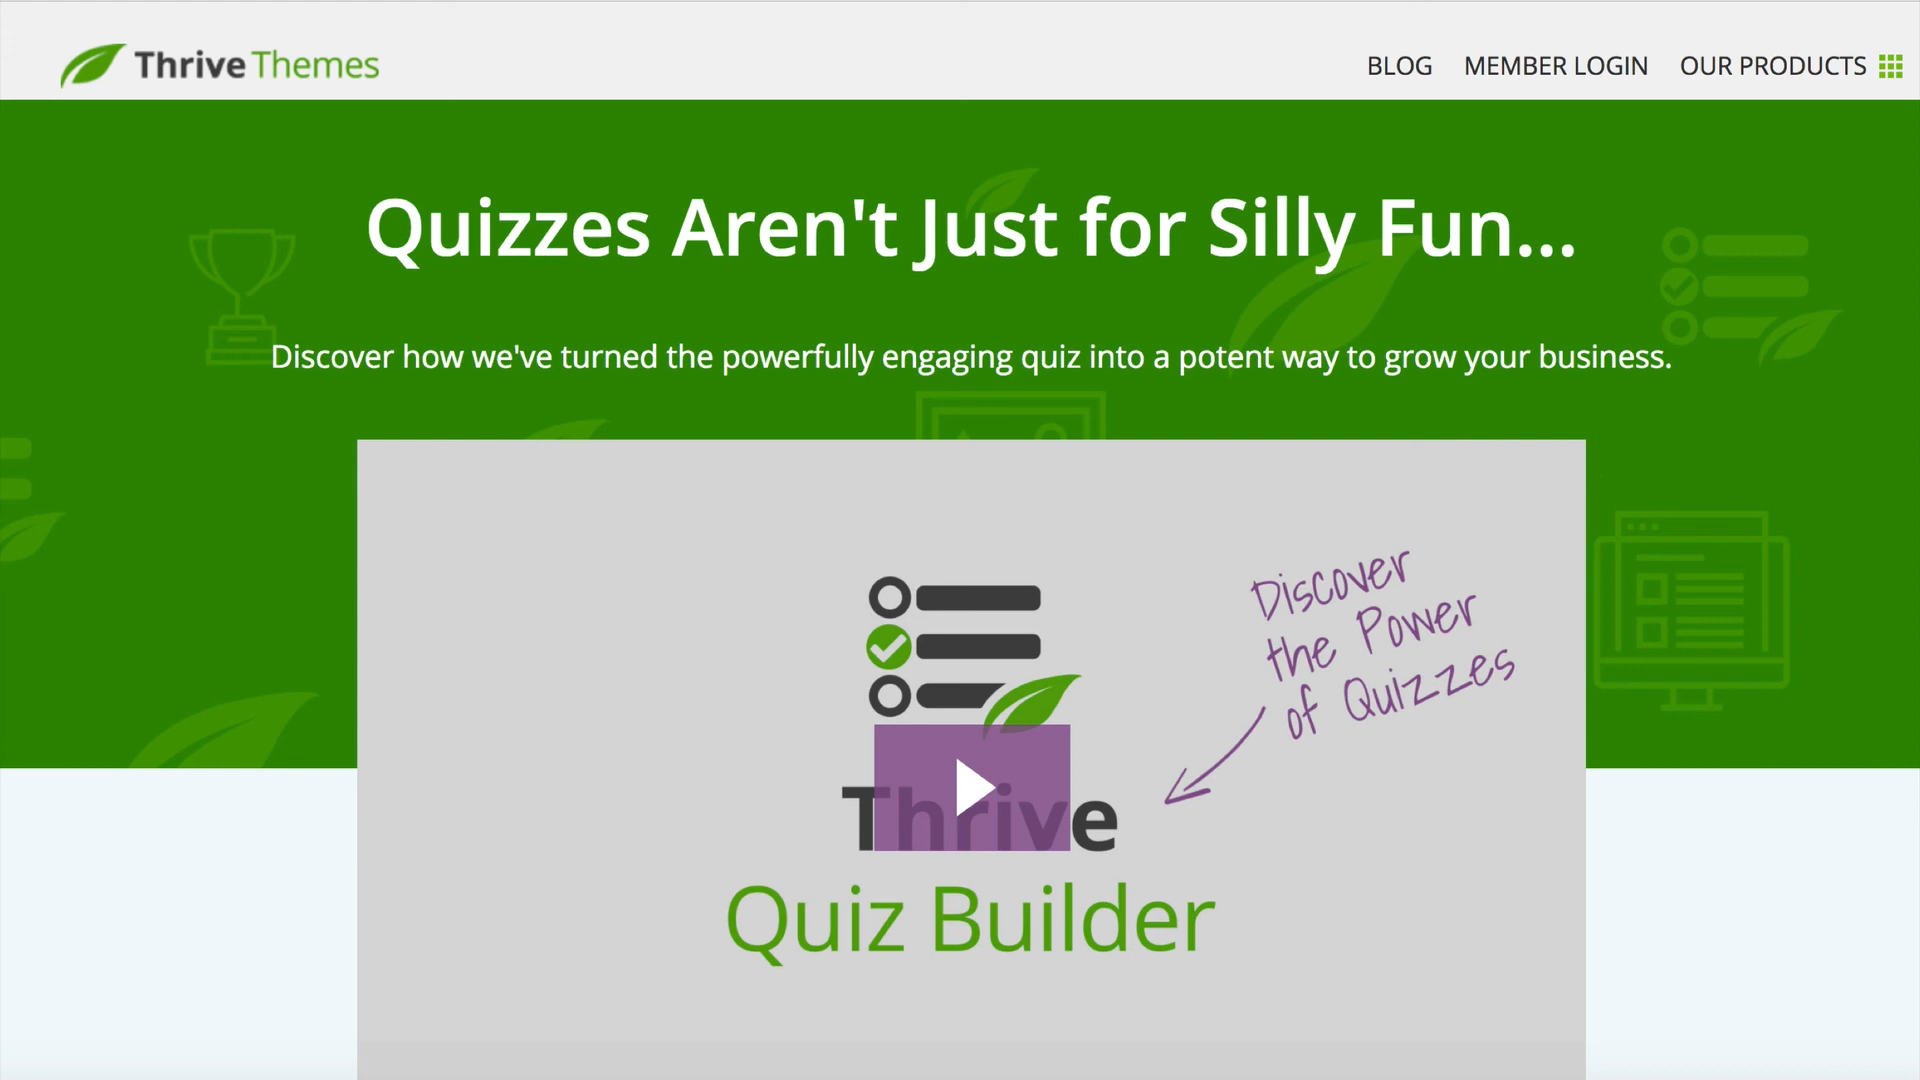 Thrive Themes
BLOG MEMBER LOGIN OUR PRODUCTS
Quizzes Aren't Just for Silly Fun...
Discover how we've turned the powerfully engaging quiz into a potent way to grow your business.
Discover
the Power
of Quizzes
Thrive
Quiz Builder